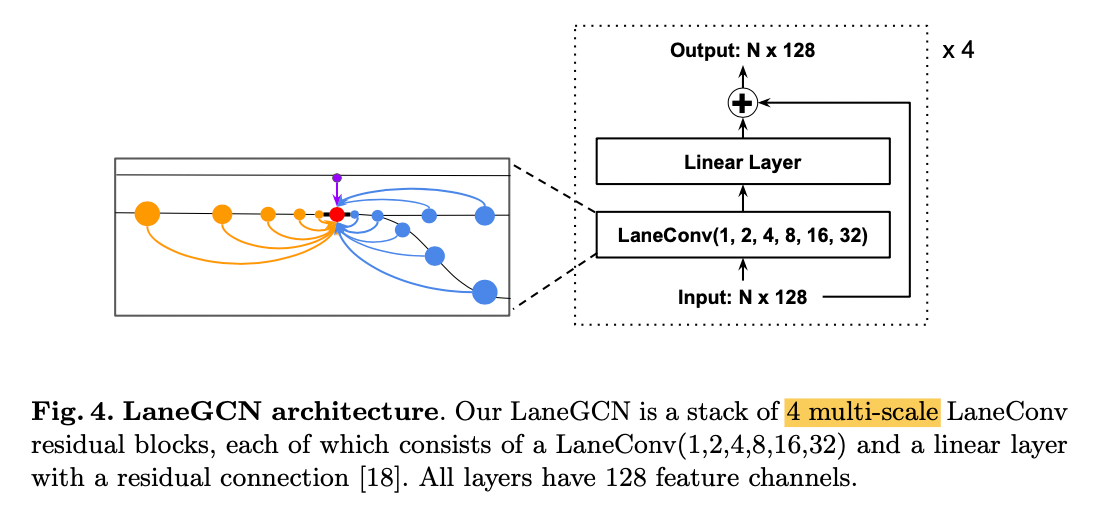 Output: N x 128
x 4
Linear Layer
LaneConv(1, 2, 4, 8, 16, 32)
Input: N x 128
Fig. 4. LaneGCN architecture. Our LaneGCN is a stack of 4 multi-scale LaneConv
residual blocks, each of which consists of a LaneConv(1,2,4,8,16,32) and a linear layer
with a residual connection [18]. All layers have 128 feature channels.